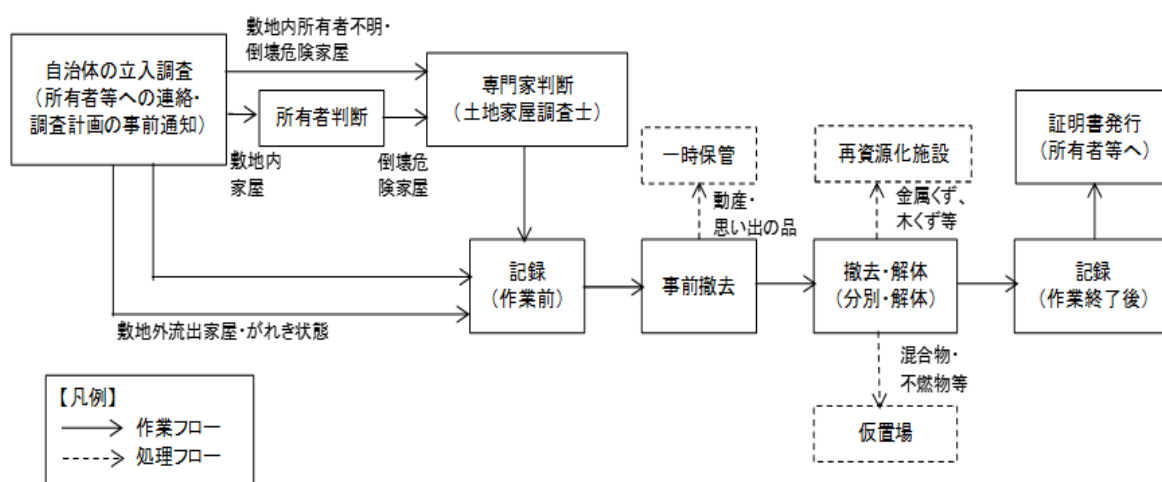 敷地内所有者不明・
倒壊危険家屋
自治体の立入調査
(所有者等への連絡・
調査計画の事前通知)
所有者判断
専門家判断
(土地家屋調査士)
敷地内
家屋
倒壊危
険家屋
一時保管
再資源化施設
証明書発行
(所有者等へ)
動産・
思い出の品
金属くず、
木くず等
記録
(作業前)
事前撤去
撤去・解体
(分別・解体)
記録
(作業終了後)
敷地外流出家屋・がれき状態
混合物・
不燃物等
仮置場
【凡例】
作業フロー
処理フロー